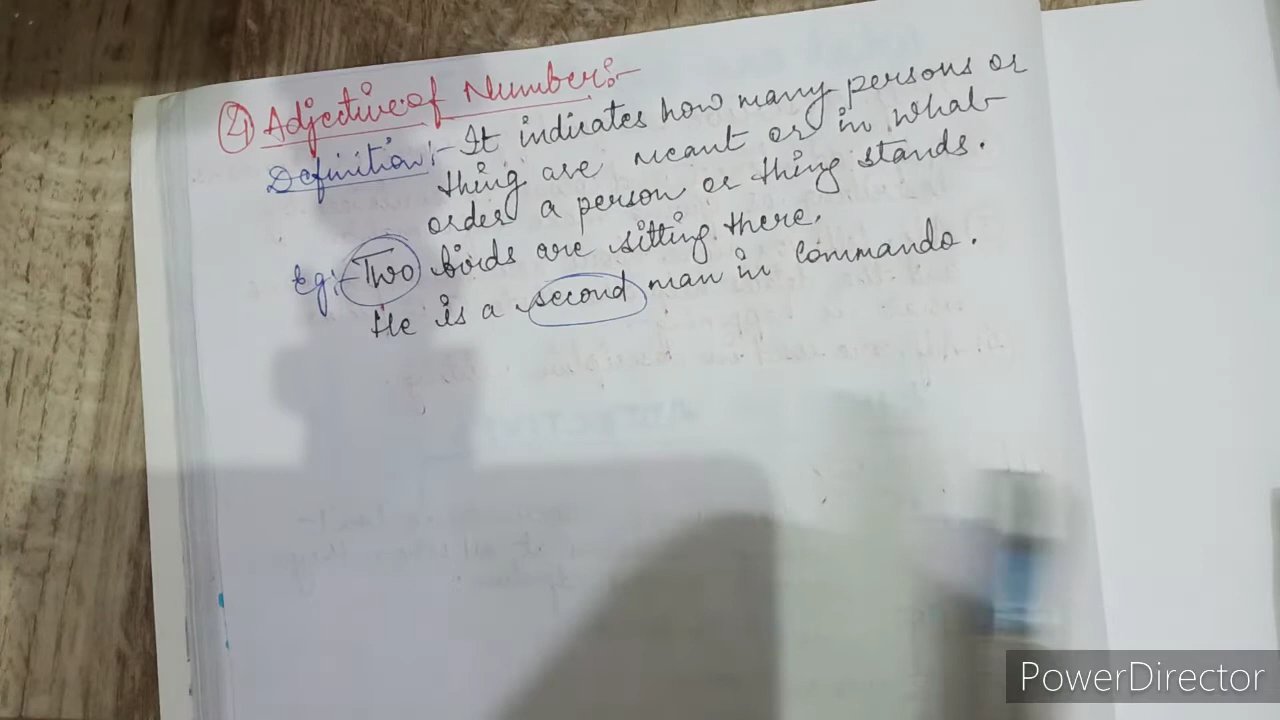 4 Adjective of Number:-
Definition:- It indicates how many persons or
thing are meant or in what
order a person or thing stands.
Eg:- Two birds are sitting there.
He is a second man in commando.
PowerDirector